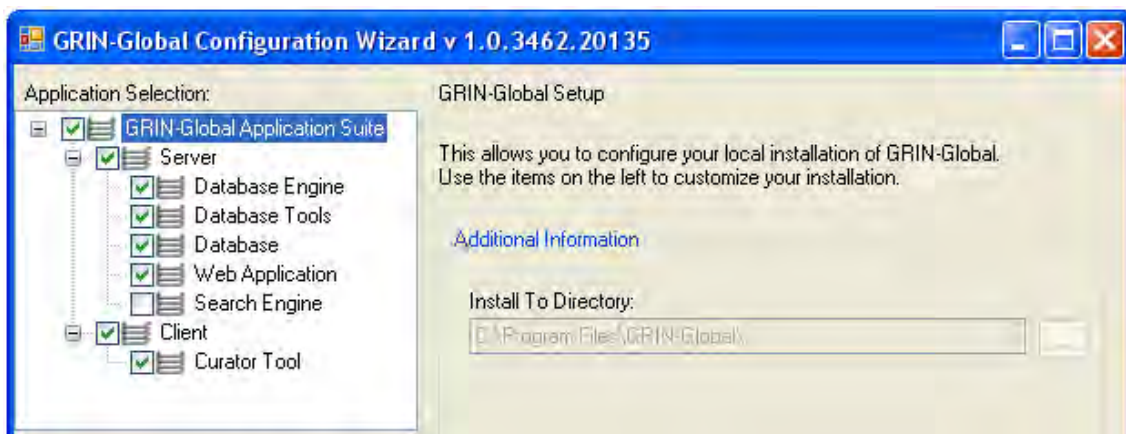 GRIN-Global Configuration Wizard v 1.0.3462.20135
Application Selection:
GRIN-Global Application Suite
Server
Database Engine
Database Tools
Database
Web Application
Search Engine
Client
Curator Tool
GRIN-Global Setup
This allows you to configure your local installation of GRIN-Global.
Use the items on the left to customize your installation.
Additional Information
Install To Directory:
C:\Program Files\GRIN-Global\
...